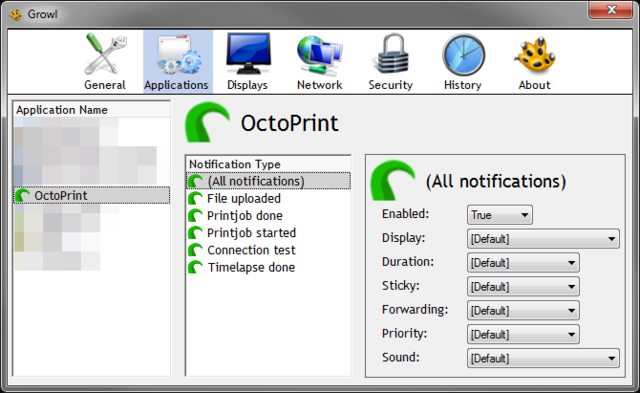 Growl
General
Applications
Displays
Network
Security
History
About
Application Name
OctoPrint
OctoPrint
Notification Type
(All notifications)
File uploaded
Printjob done
Printjob started
Connection test
Timelapse done
(All notifications)
Enabled: True
Display: [Default]
Duration: [Default]
Sticky: [Default]
Forwarding: [Default]
Priority: [Default]
Sound: [Default]